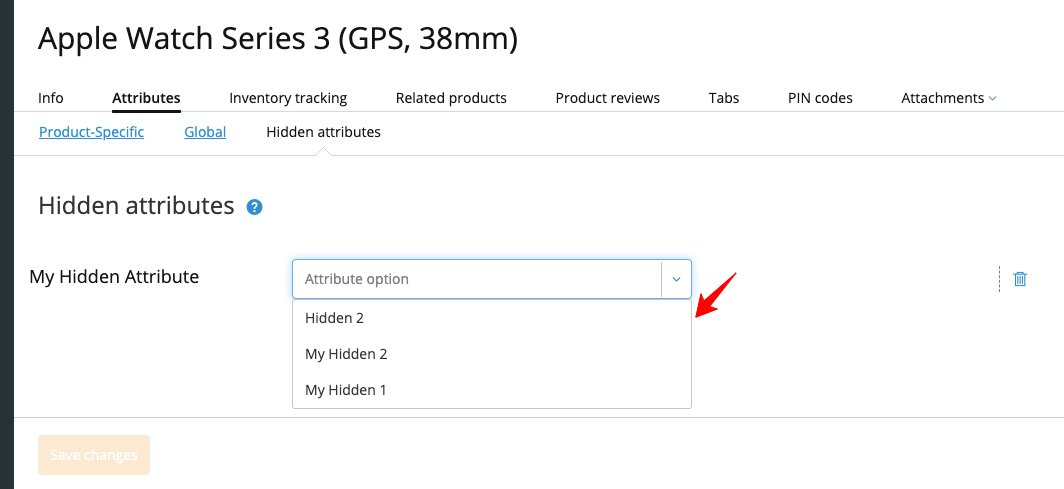 Apple Watch Series 3 (GPS, 38mm)
Info Attributes Inventory tracking Related products Product reviews Tabs PIN codes Attachments
Product-Specific Global Hidden attributes
Hidden attributes ?
My Hidden Attribute Attribute option
Hidden 2
My Hidden 2
My Hidden 1
Save changes